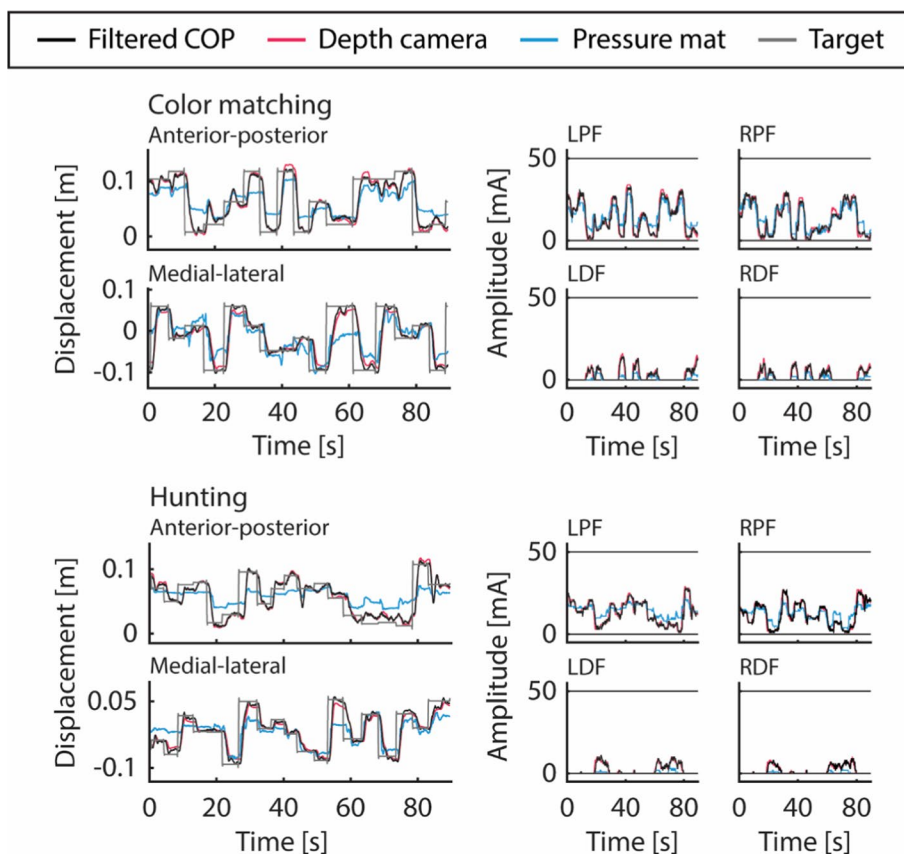 Filtered COP Depth camera Pressure mat Target
Color matching
Anterior-posterior
Displacement [m]
0.1
0
Medial-lateral
0.1
0
-0.1
0 20 40 60 80
Time [s]
LPF RPF
Amplitude [mA]
50
0
LDF RDF
50
0
0 40 80 0 40 80
Time [s] Time [s]
Hunting
Anterior-posterior
Displacement [m]
0.1
0
Medial-lateral
0.05
-0.1
0 20 40 60 80
Time [s]
LPF RPF
Amplitude [mA]
50
0
LDF RDF
50
0
0 40 80 0 40 80
Time [s] Time [s]